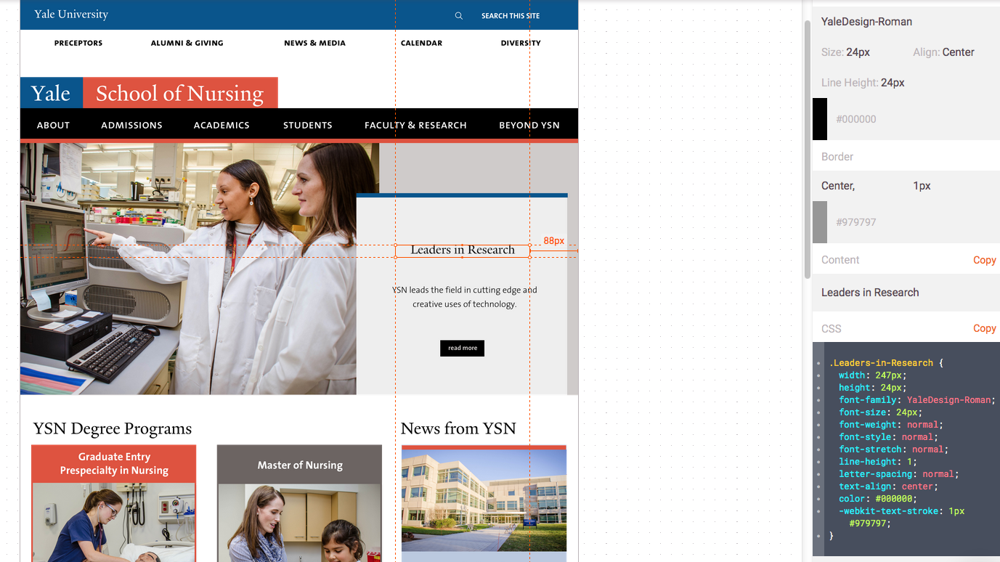 Yale University
SEARCH THIS SITE
PRECEPTORS ALUMNI & GIVING NEWS & MEDIA CALENDAR DIVERSITY
Yale School of Nursing
ABOUT ADMISSIONS ACADEMICS STUDENTS FACULTY & RESEARCH BEYOND YSN
88px
Leaders in Research
YSN leads the field in cutting edge and
creative uses of technology.
read more
YSN Degree Programs
Graduate Entry
Prespecialty in Nursing
Master of Nursing
News from YSN
YaleDesign-Roman
Size: 24px Align: Center
Line Height: 24px
#000000
Border
Center, 1px
#979797
Content Copy
Leaders in Research
CSS Copy
.Leaders-in-Research {
width: 247px;
height: 24px;
font-family: YaleDesign-Roman;
font-size: 24px;
font-weight: normal;
font-style: normal;
font-stretch: normal;
line-height: 1;
letter-spacing: normal;
text-align: center;
color: #000000;
-webkit-text-stroke: 1px
#979797;
}